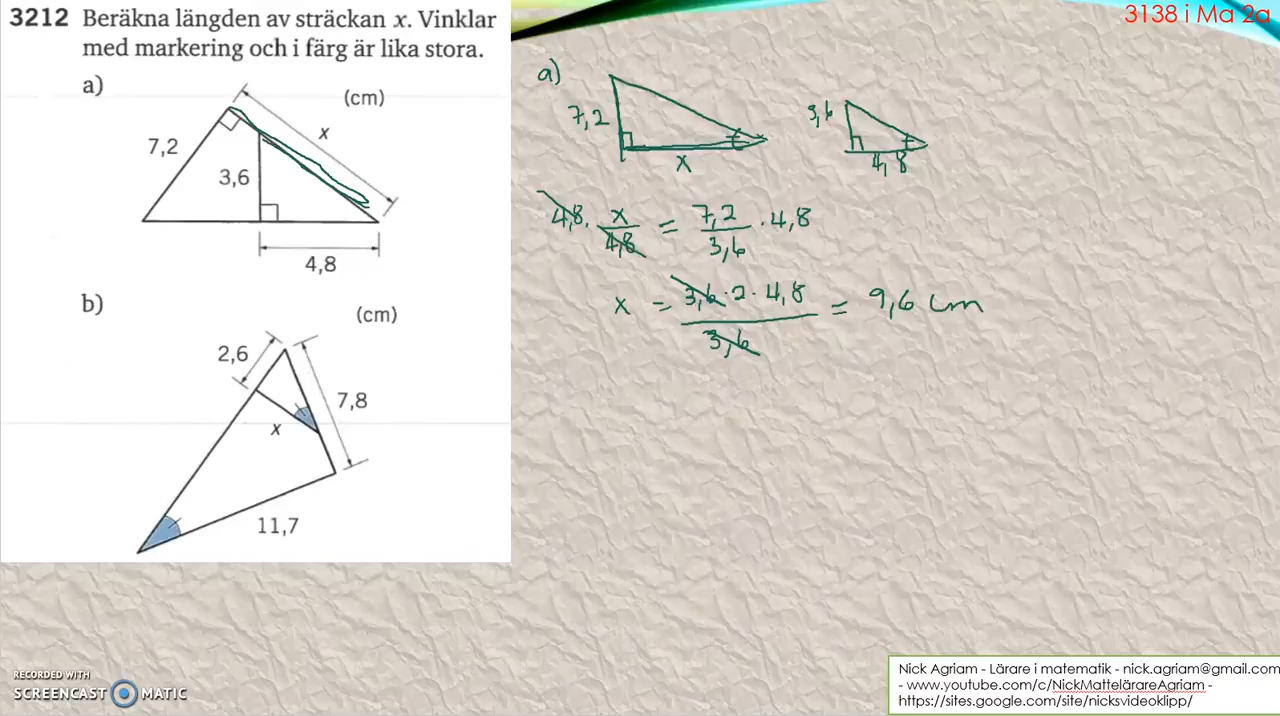 3138 i Ma 2a
3212 Beräkna längden av sträckan x. Vinklar
med markering och i färg är lika stora.
a)
(cm)
x
7,2
3,6
4,8
b)
(cm)
2,6
7,8
x
11,7
a)
7,2
x
3,6
4,8
4,8 · x/4,8 = 7,2/3,6 · 4,8
x = 3,6 · 2 · 4,8/3,6 = 9,6 cm
RECORDED WITH
SCREENCAST MATIC
Nick Agriam - Lärare i matematik - nick.agriam@gmail.com
- www.youtube.com/c/NickMattelärareAgriam -
https://sites.google.com/site/nicksvideoklipp/